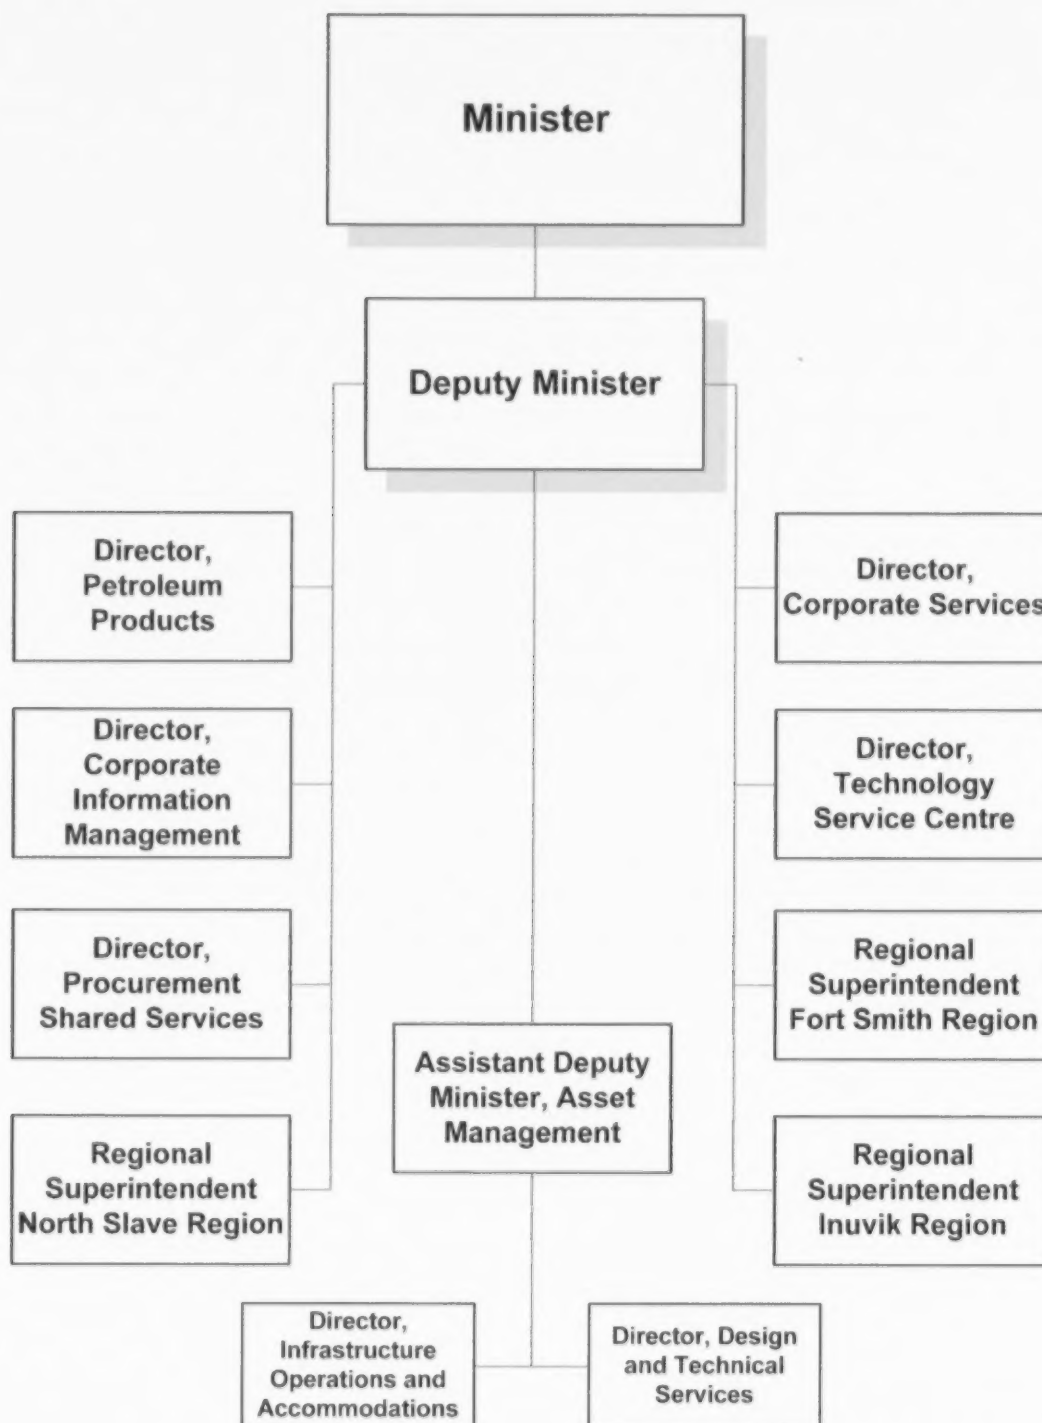 Minister
Deputy Minister
Director,
Petroleum
Products
Director,
Corporate Services
Director,
Corporate
Information
Management
Director,
Technology
Service Centre
Director,
Procurement
Shared Services
Regional
Superintendent
Fort Smith Region
Assistant Deputy
Minister, Asset
Management
Regional
Superintendent
North Slave Region
Regional
Superintendent
Inuvik Region
Director,
Infrastructure
Operations and
Accommodations
Director, Design
and Technical
Services